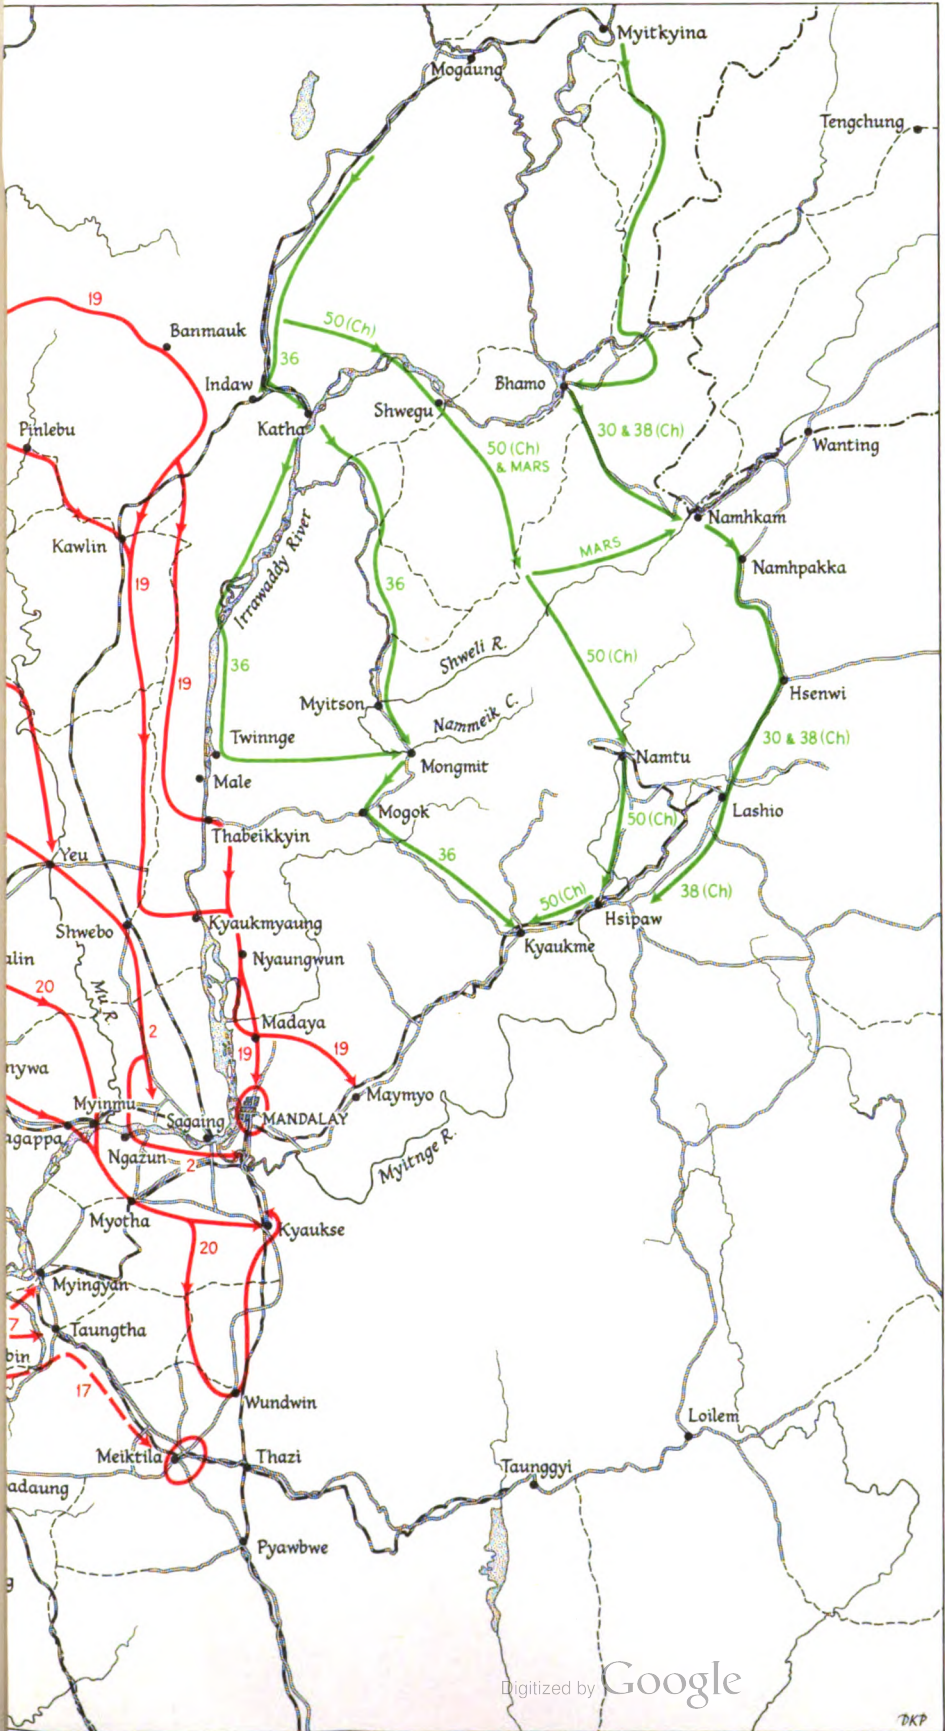 Myitkyina
Mogaung
Tengchung
19
Banmauk
50 (Ch)
36
Indaw
Bhamo
Shwegu
Katha
Pinlebu
30 & 38 (Ch)
50 (Ch)
& MARS
Wanting
Namhkam
Kawlin
MARS
Namhpakka
19
Irrawaddy River
36
Shweli R.
36
50 (Ch)
19
Hsenwi
Myitson
Nammeik C.
Twinnge
30 & 38 (Ch)
Mongmit
Namtu
Male
Lashio
Mogok
Thabeikkyin
50 (Ch)
Yeu
36
38 (Ch)
50 (Ch)
Hsipaw
Kyaukmyaung
Shwebo
Kyaukme
alin
Nyaungwun
20
Mu R.
Madaya
2
19
19
nywa
Maymyo
Myinmu
Sagaing
MANDALAY
agappa
Ngazun
2
Myitnge R.
Myotha
Kyaukse
20
Myingyan
7
Taungtha
bin
17
Wundwin
Loilem
Meiktila
Thazi
Taunggyi
adaung
Pyawbwe
g
Digitized by Google
DKP